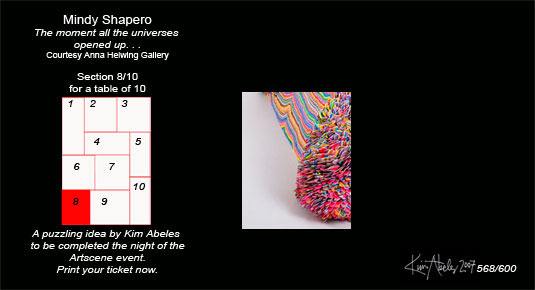 Mindy Shapero
The moment all the universes
opened up. . .
Courtesy Anna Helwing Gallery
Section 8/10
for a table of 10
1 2 3
4 5
6 7
8 9 10
A puzzling idea by Kim Abeles
to be completed the night of the
Artscene event.
Print your ticket now.
Kim Abeles 2007 568/600